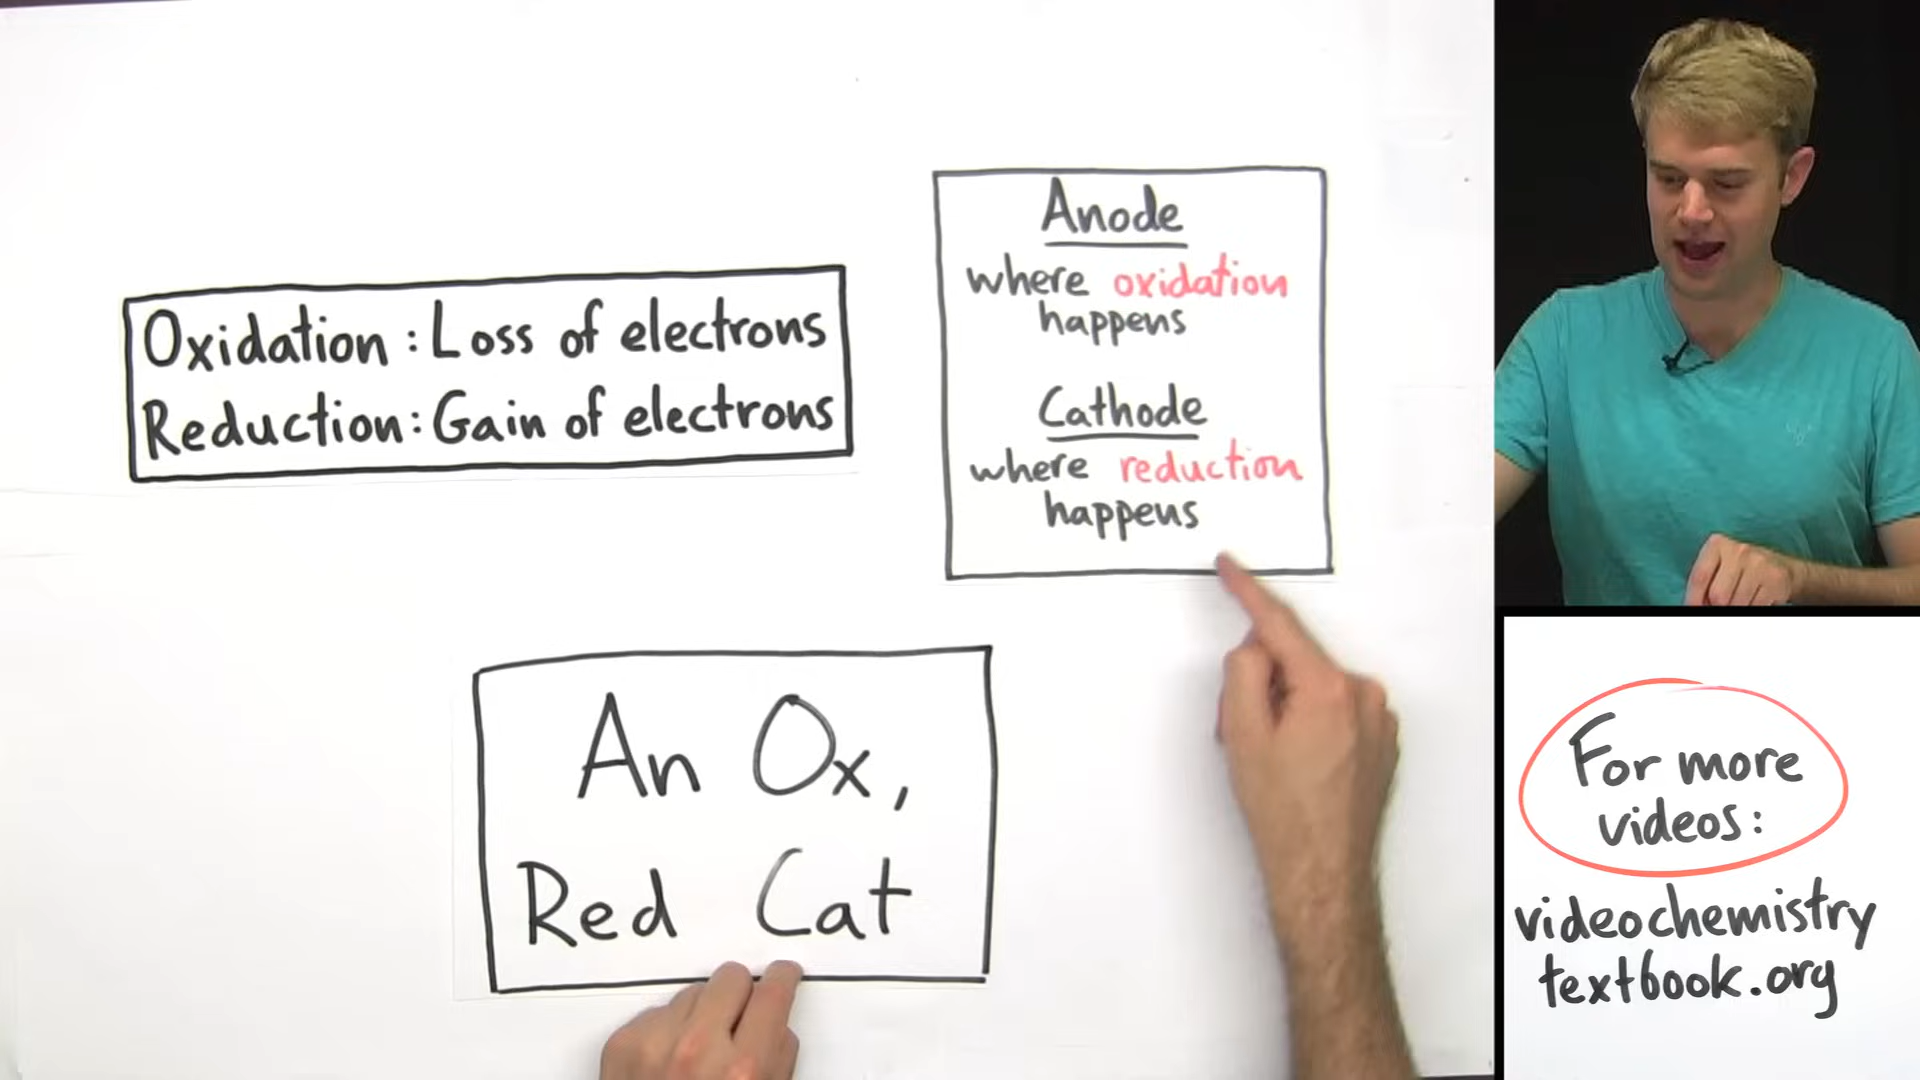 Oxidation : Loss of electrons
Reduction : Gain of electrons
Anode
where oxidation
happens
Cathode
where reduction
happens
An Ox,
Red Cat
For more
videos:
videochemistry
textbook.org